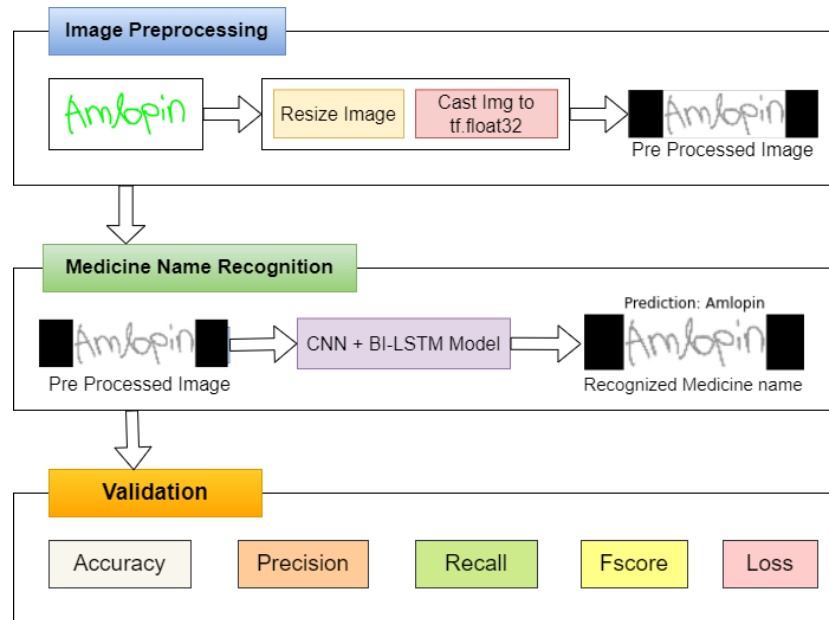 Image Preprocessing
Amlopin
Resize Image
Cast Img to
tf.float32
Amlopin
Pre Processed Image
Medicine Name Recognition
Amlopin
Pre Processed Image
CNN + BI-LSTM Model
Prediction: Amlopin
Amlopin
Recognized Medicine name
Validation
Accuracy
Precision
Recall
Fscore
Loss